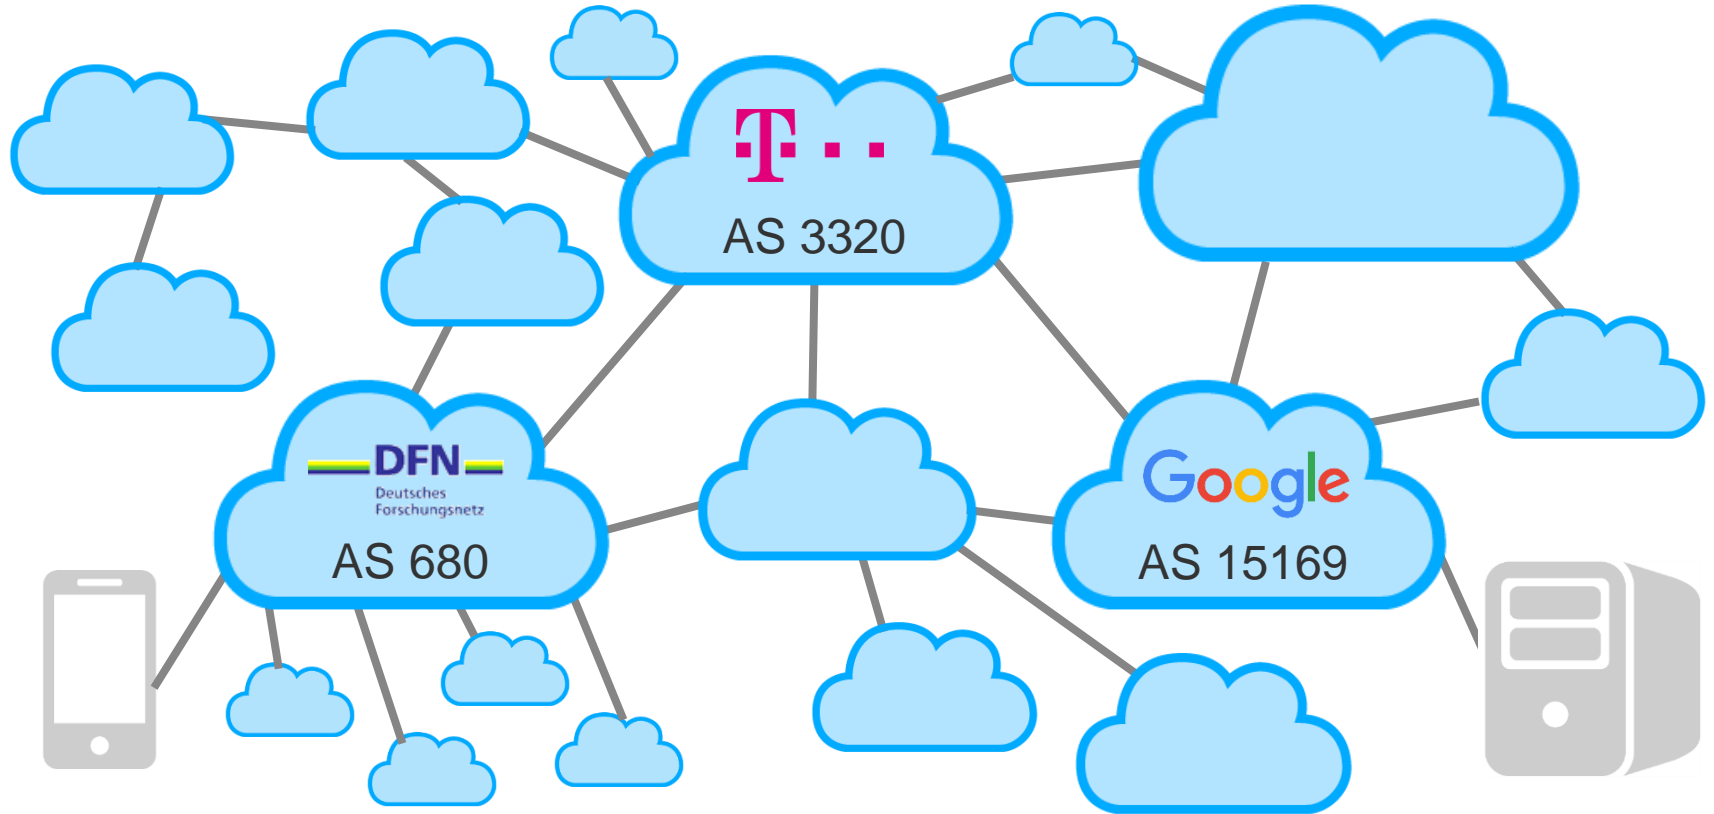 T
AS 3320
DFN
Deutsches
Forschungsnetz
AS 680
Google
AS 15169